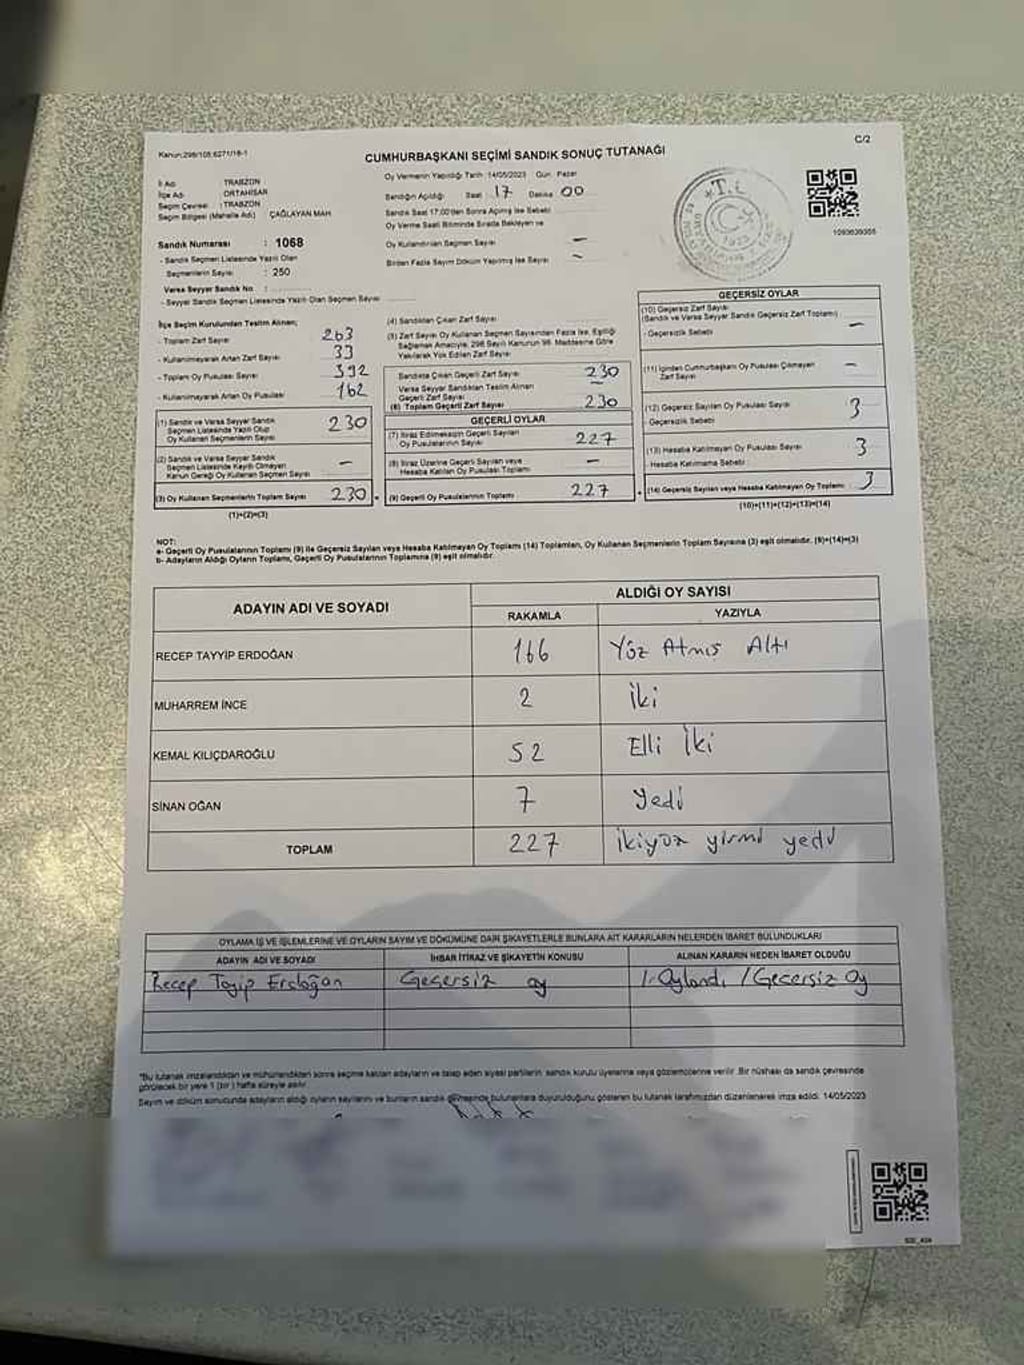 Kanun:298/105;6271/18-1
C/2
CUMHURBAŞKANI SEÇİMİ SANDIK SONUÇ TUTANAĞI
İl Adı : TRABZON
İlçe Adı : ORTAHİSAR
Seçim Çevresi : TRABZON
Seçim Bölgesi (Mahalle Adı) : ÇAĞLAYAN MAH.
Sandık Numarası : 1068
- Sandık Seçmen Listesinde Yazılı Olan
Seçmenlerin Sayısı : 250
Varsa Seyyar Sandık No :
- Seyyar Sandık Seçmen Listesinde Yazılı Olan Seçmen Sayısı
Oy Vermenin Yapıldığı Tarih :14/05/2023 Gün: Pazar
Sandığın Açıldığı Saat : 17 Dakika 00
Sandık Saat 17:00'den Sonra Açılmış İse Sebebi
Oy Verme Saati Bitiminde Sırada Bekleyen ve
Oy Kullandırılan Seçmen Sayısı –
Birden Fazla Sayım Döküm Yapılmış İse Sayısı –
T.C.
1093639305
İlçe Seçim Kurulundan Teslim Alınan;
- Toplam Zarf Sayısı 263
- Kullanılmayarak Artan Zarf Sayısı 33
- Toplam Oy Pusulası Sayısı 392
- Kullanılmayarak Artan Oy Pusulası 162
(1) Sandık ve Varsa Seyyar Sandık
Seçmen Listesinde Yazılı Olup
Oy Kullanan Seçmenlerin Sayısı 230
(2) Sandık ve Varsa Seyyar Sandık
Seçmen Listesinde Kayıtlı Olmayan
Kanun Gereği Oy Kullanan Seçmen Sayısı –
(3) Oy Kullanan Seçmenlerin Toplam Sayısı 230
(1)+(2)=(3)
(4) Sandıktan Çıkan Zarf Sayısı
(5) Zarf Sayısı Oy Kullanan Seçmen Sayısından Fazla İse, Eşitliği
Sağlamak Amacıyla, 298 Sayılı Kanunun 98. Maddesine Göre
Yakılarak Yok Edilen Zarf Sayısı
Sandıkta Çıkan Geçerli Zarf Sayısı 230
Varsa Seyyar Sandıktan Teslim Alınan
Geçerli Zarf Sayısı –
(6) Toplam Geçerli Zarf Sayısı 230
GEÇERLİ OYLAR
(7) İtiraz Edilmeksizin Geçerli Sayılan
Oy Pusulalarının Sayısı 227
(8) İtiraz Üzerine Geçerli Sayılan veya
Hesaba Katılan Oy Pusulası Toplamı –
(9) Geçerli Oy Pusulalarının Toplamı 227
GEÇERSİZ OYLAR
(10) Geçersiz Zarf Sayısı
(Sandık ve Varsa Seyyar Sandık Geçersiz Zarf Toplamı)
- Geçersizlik Sebebi –
(11) İçinden Cumhurbaşkanı Oy Pusulası Çıkmayan
Zarf Sayısı –
(12) Geçersiz Sayılan Oy Pusulası Sayısı 3
- Geçersizlik Sebebi
(13) Hesaba Katılmayan Oy Pusulası Sayısı 3
- Hesaba Katılmama Sebebi
(14) Geçersiz Sayılan veya Hesaba Katılmayan Oy Toplamı 3
(10)+(11)+(12)+(13)=(14)
NOT:
a- Geçerli Oy Pusulalarının Toplamı (9) ile Geçersiz Sayılan veya Hesaba Katılmayan Oy Toplamı (14) Toplamları, Oy Kullanan Seçmenlerin Toplam Sayısına (3) eşit olmalıdır. (9)+(14)=(3)
b- Adayların Aldığı Oyların Toplamı, Geçerli Oy Pusulalarının Toplamına (9) eşit olmalıdır.
ADAYIN ADI VE SOYADI ALDIĞI OY SAYISI
RAKAMLA YAZIYLA
RECEP TAYYİP ERDOĞAN 166 Yüz Atmış Altı
MUHARREM İNCE 2 İki
KEMAL KILIÇDAROĞLU 52 Elli İki
SİNAN OĞAN 7 Yedi
TOPLAM 227 İkiyüz yirmi yedi
OYLAMA İŞ VE İŞLEMLERİNE VE OYLARIN SAYIM VE DÖKÜMÜNE DAİR ŞİKAYETLERLE BUNLARA AİT KARARLARIN NELERDEN İBARET BULUNDUKLARI
ADAYIN ADI VE SOYADI İHBAR İTİRAZ VE ŞİKAYETİN KONUSU ALINAN KARARIN NEDEN İBARET OLDUĞU
Recep Tayip Erdoğan Geçersiz oy 1-Oylandı /Geçersiz Oy
*Bu tutanak imzalandıktan ve mühürlendikten sonra seçime katılan adayların ve talep eden siyasi partilerin sandık kurulu üyelerine veya gözlemcilerine verilir. Bir nüshası da sandık çevresinde
görülecek bir yere 1 (bir) hafta süreyle asılır.
Sayım ve döküm sonucunda adayların aldığı oyların sayılarını ve bunların sandık çevresinde bulunanlara duyurulduğunu gösteren bu tutanak tarafımızdan düzenlenerek imza edildi. 14/05/2023